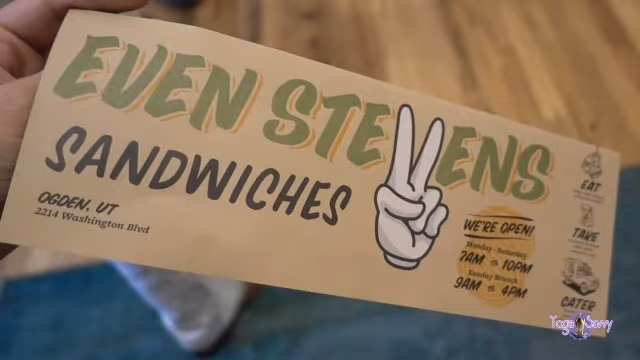 EVEN STEVENS
SANDWICHES
OGDEN, UT
2214 Washington Blvd
WE'RE OPEN!
Monday-Saturday
7AM TO 10PM
Sunday Brunch
9AM TO 4PM
EAT
TAKE
CATER
Yoga Savvy